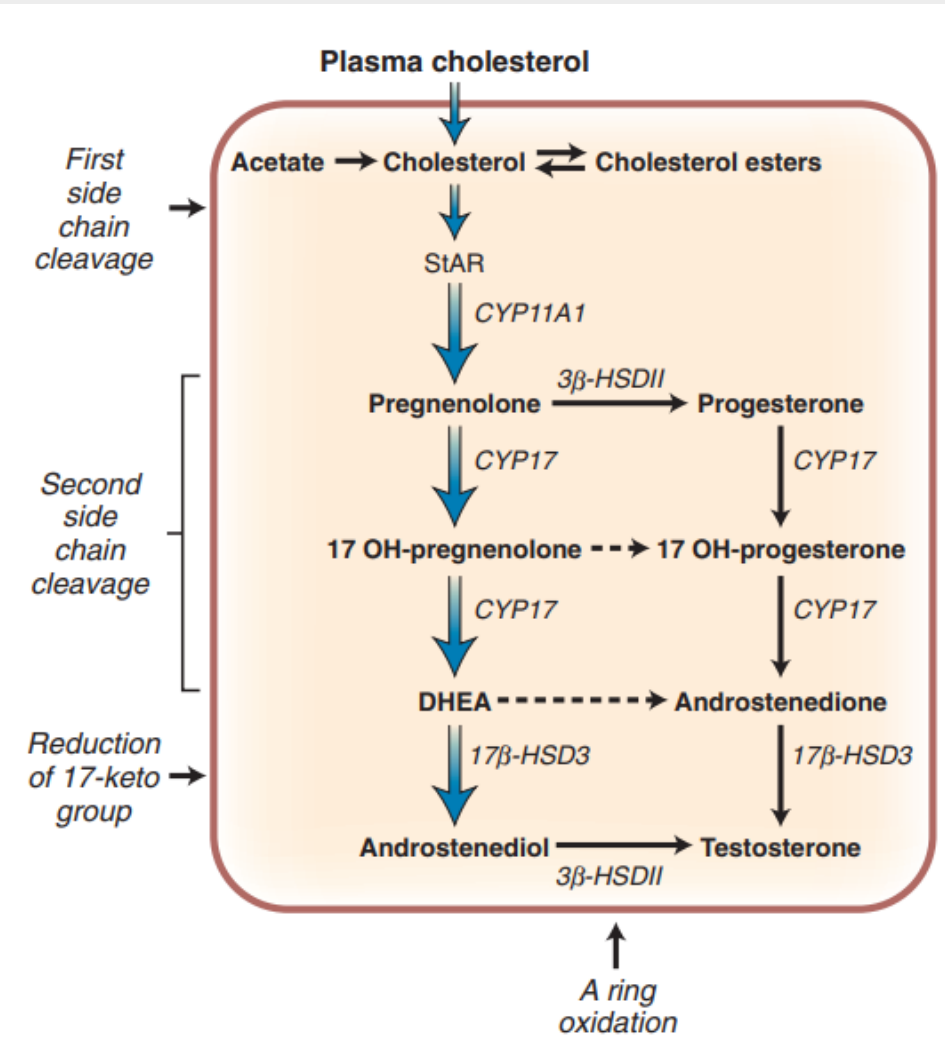 Plasma cholesterol
First
side
chain
cleavage
Acetate Cholesterol Cholesterol esters
StAR
CYP11A1
3β-HSDII
Pregnenolone Progesterone
CYP17 CYP17
Second
side
chain
cleavage
17 OH-pregnenolone 17 OH-progesterone
CYP17 CYP17
DHEA Androstenedione
Reduction
of 17-keto
group
17β-HSD3 17β-HSD3
Androstenediol Testosterone
3β-HSDII
A ring
oxidation